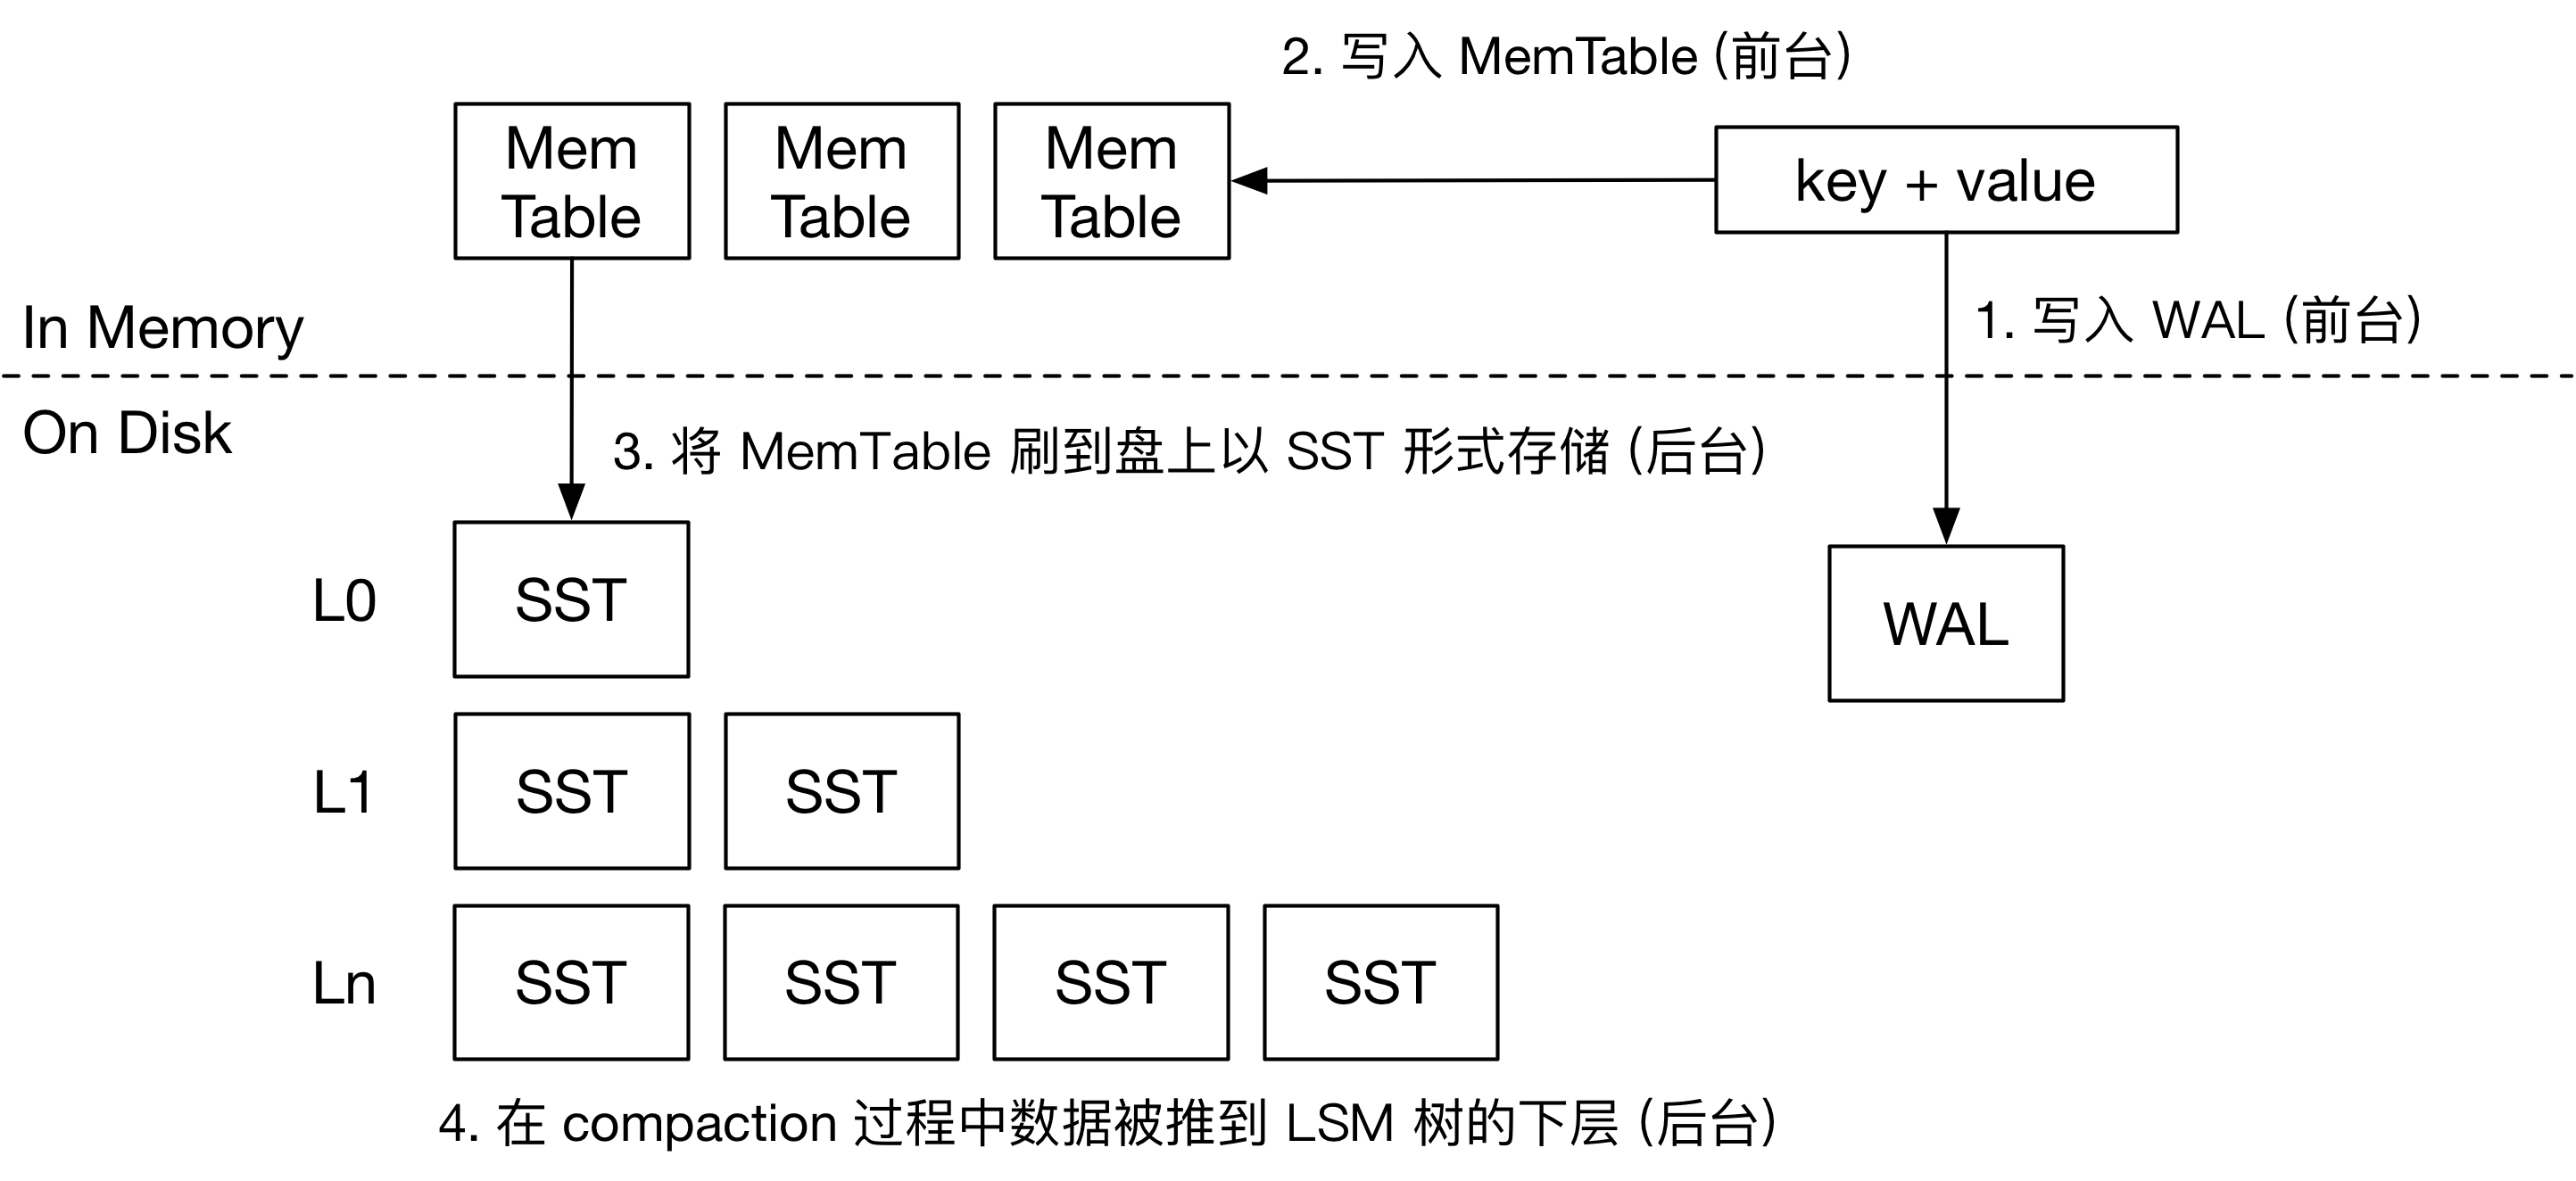 2. 写入 MemTable (前台)
Mem
Table
Mem
Table
Mem
Table
key + value
In Memory
1. 写入 WAL (前台)
On Disk
3. 将 MemTable 刷到盘上以 SST 形式存储 (后台)
L0
SST
WAL
L1
SST
SST
Ln
SST
SST
SST
SST
4. 在 compaction 过程中数据被推到 LSM 树的下层 (后台)